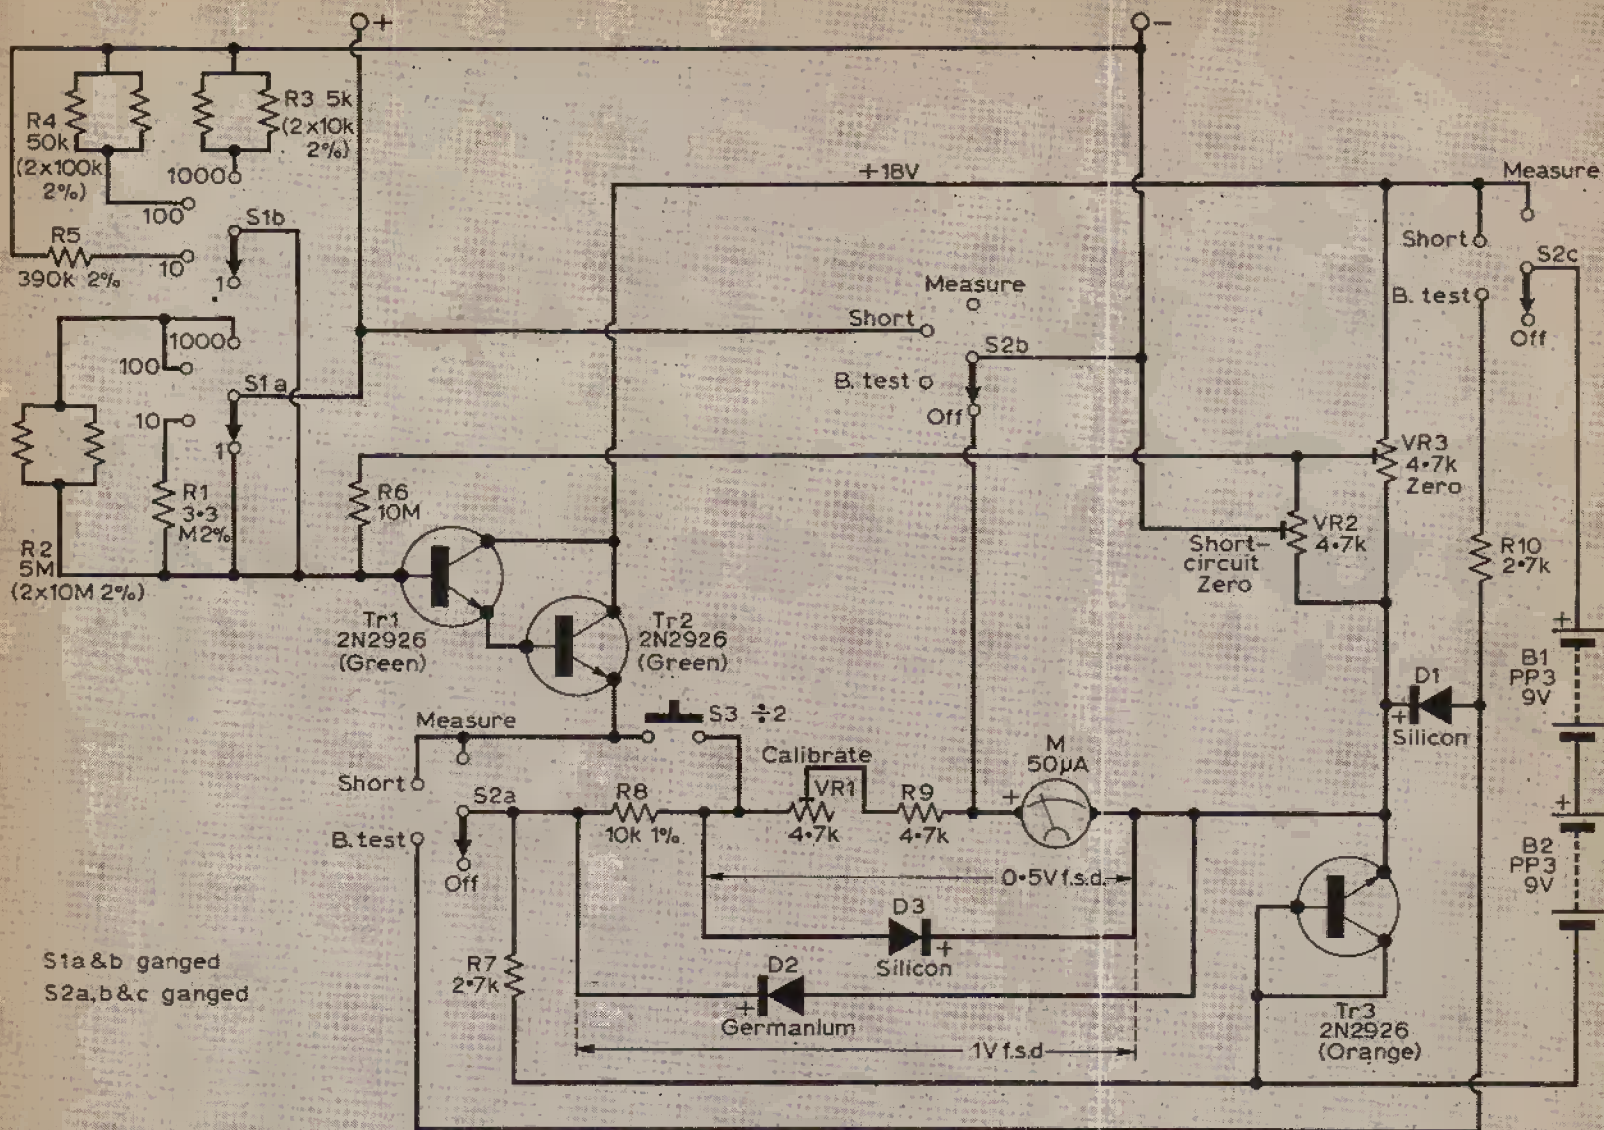 +
−
R4
50k
(2x100k
2%)
R3 5k
(2x10k
2%)
1000
100
S1b
R5
390k 2%
10
1
+18V
Measure
Short
S2c
B. test
Off
Measure
Short
S2b
B. test
Off
1000
100
S1a
10
1
R1
3·3
M2%
R2
5M
(2x10M 2%)
R6
10M
VR3
4·7k
Zero
VR2
4·7k
Short-
circuit
Zero
R10
2·7k
Tr1
2N2926
(Green)
Tr2
2N2926
(Green)
+
B1
PP3
9V
D1
+
Silicon
Measure
S3 ÷2
Short
S2a
B. test
Off
R8
10k 1%
Calibrate
VR1
4·7k
R9
4·7k
M
50µA
+
+
B2
PP3
9V
0·5V f.s.d.
D3
+
Silicon
R7
2·7k
D2
+
Germanium
1V f.s.d
Tr3
2N2926
(Orange)
S1a&b ganged
S2a,b&c ganged